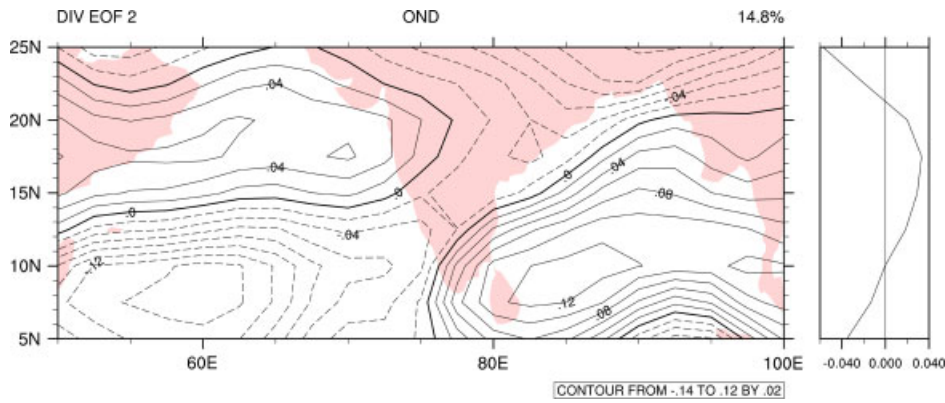 DIV EOF 2 OND 14.8%
25N
20N
15N
10N
5N
.04
.04
.04
0
0
.04
.08
.0
-.04
-.12
.12
.08
60E 80E 100E
-0.040 0.000 0.040
CONTOUR FROM -.14 TO .12 BY .02